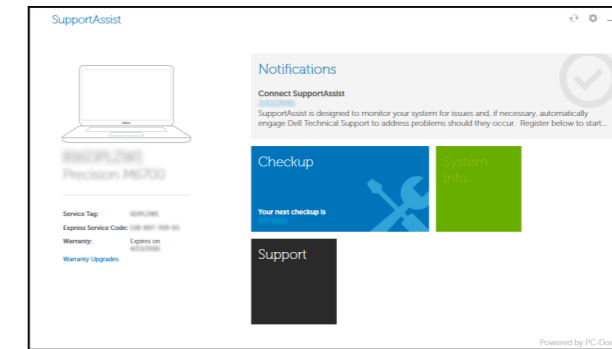 SupportAssist
Notifications
Connect SupportAssist
SupportAssist is designed to monitor your system for issues and, if necessary, automatically
engage Dell Technical Support to address problems should they occur. Register below to start...
Precision M6700
Checkup
System
Info
Service Tag:
Express Service Code:
Warranty: Expires on
Warranty Upgrades
Your next checkup is
Support
Powered by PC-Doc